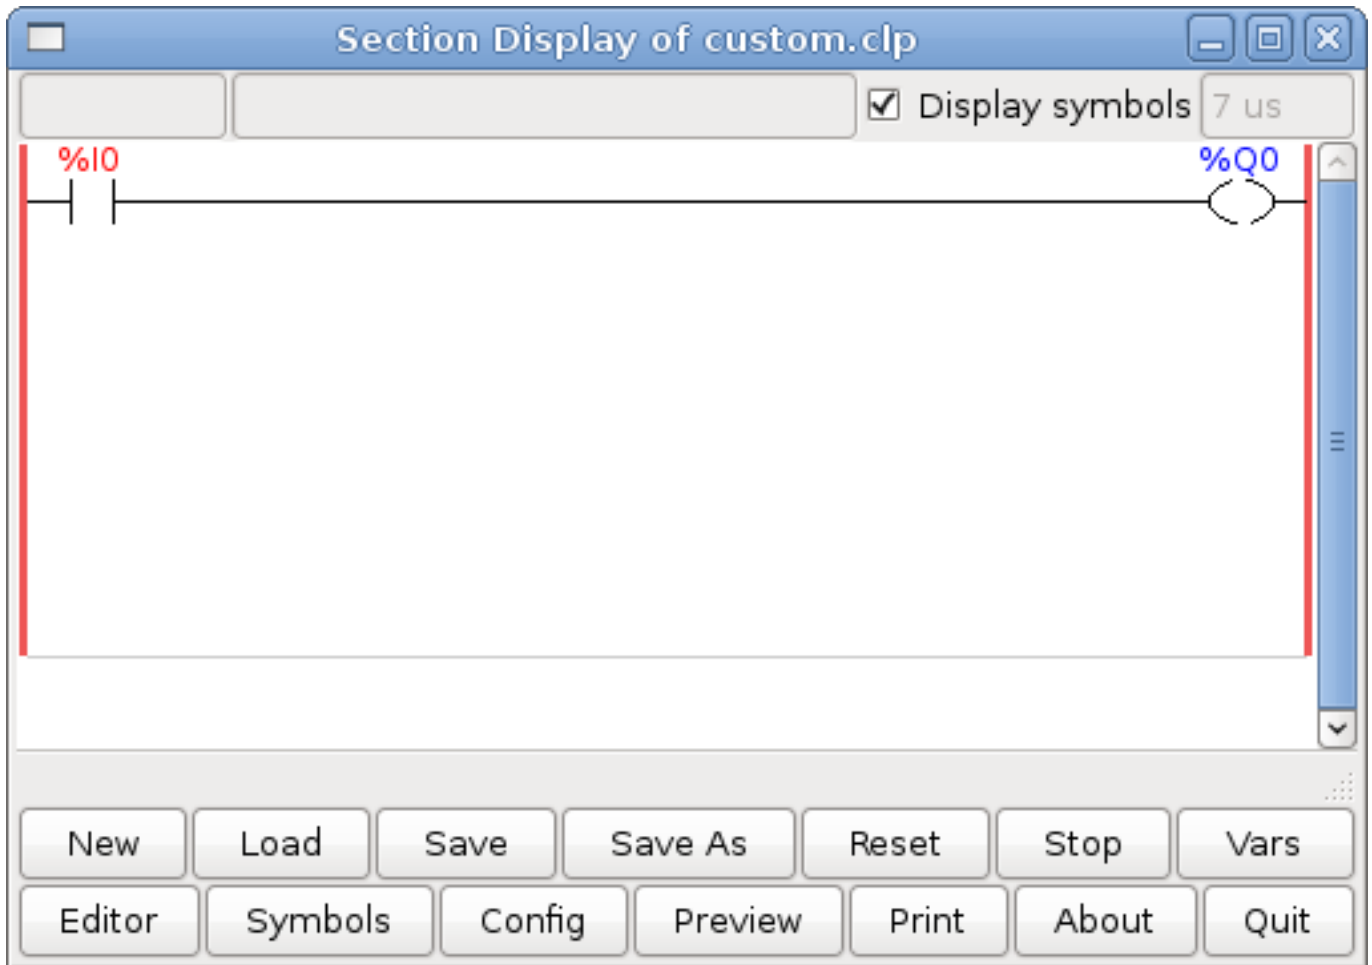 Section Display of custom.clp
Display symbols 7 us
%I0 %Q0
New Load Save Save As Reset Stop Vars
Editor Symbols Config Preview Print About Quit